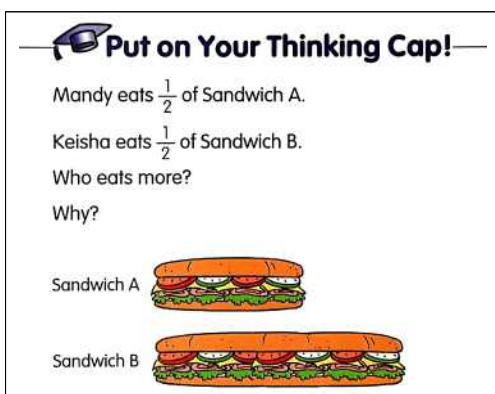 Put on Your Thinking Cap!
Mandy eats 1/2 of Sandwich A.
Keisha eats 1/2 of Sandwich B.
Who eats more?
Why?
Sandwich A
Sandwich B